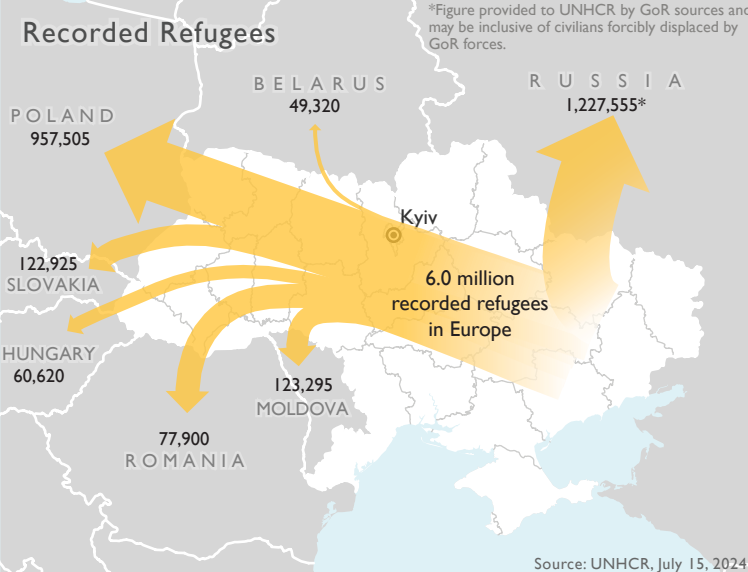 Recorded Refugees
*Figure provided to UNHCR by GoR sources and
may be inclusive of civilians forcibly displaced by
GoR forces.
BELARUS
49,320
RUSSIA
1,227,555*
POLAND
957,505
Kyiv
122,925
SLOVAKIA
6.0 million
recorded refugees
in Europe
HUNGARY
60,620
123,295
MOLDOVA
77,900
ROMANIA
Source: UNHCR, July 15, 2024